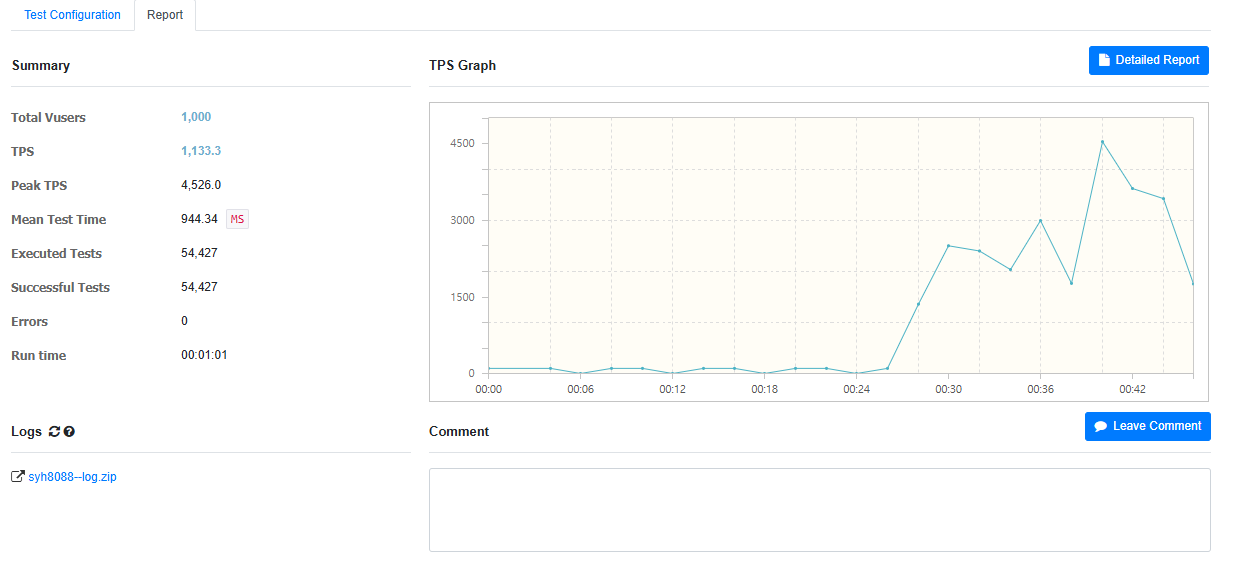 Test Configuration Report
Summary
Total Vusers 1,000
TPS 1,133.3
Peak TPS 4,526.0
Mean Test Time 944.34 MS
Executed Tests 54,427
Successful Tests 54,427
Errors 0
Run time 00:01:01
TPS Graph
Detailed Report
4500
3000
1500
0
00:00 00:06 00:12 00:18 00:24 00:30 00:36 00:42
Logs
syh8088--log.zip
Comment
Leave Comment